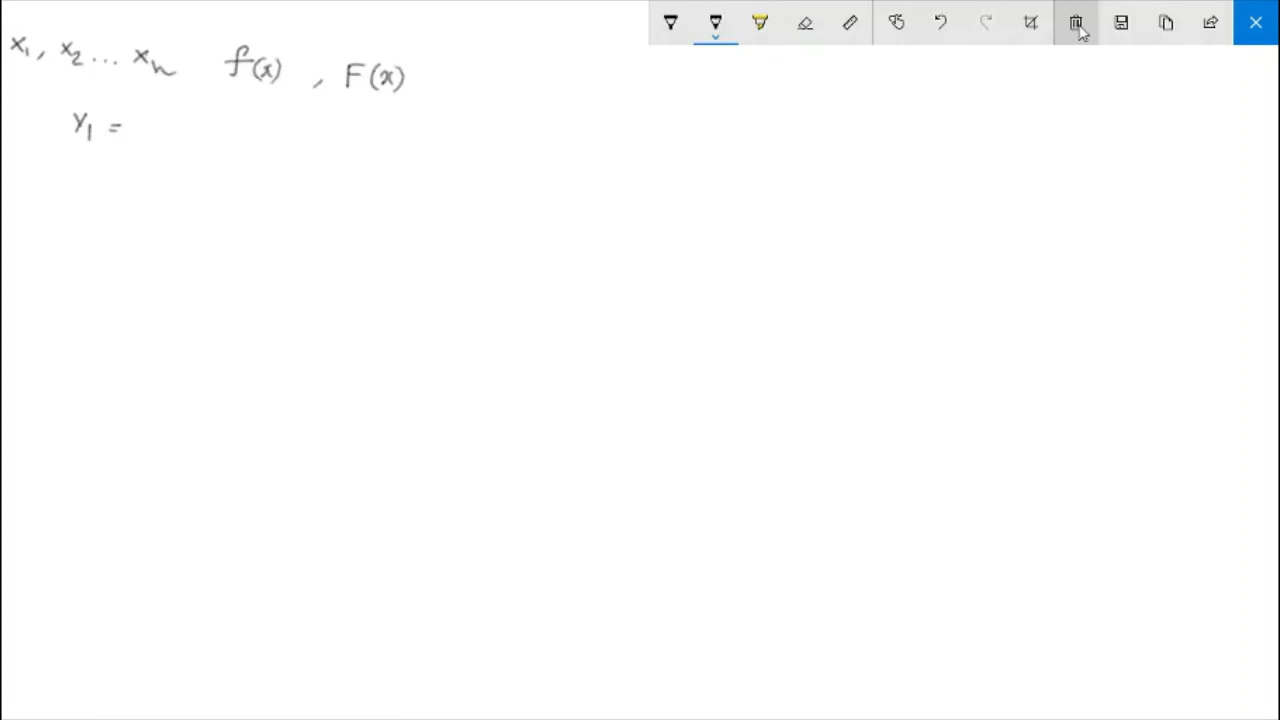 x₁, x₂ ... xₙ f(x) , F(x)
Y₁ =